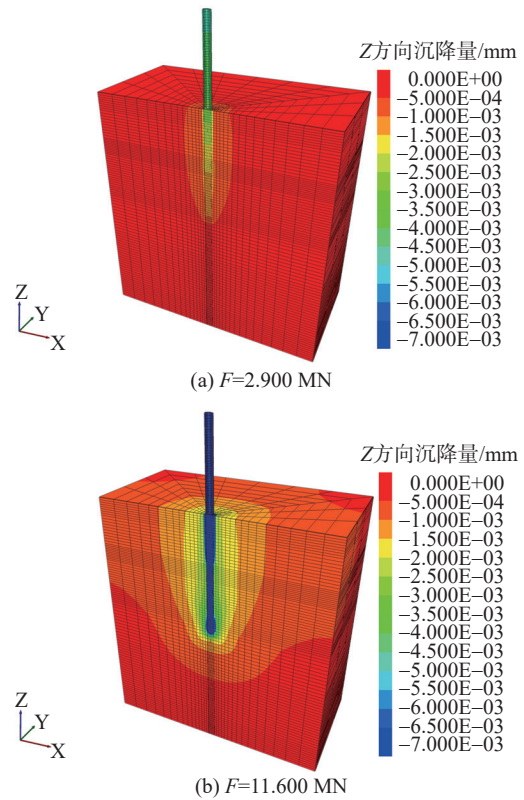 Z方向沉降量/mm
0.000E+00
−5.000E−04
−1.000E−03
−1.500E−03
−2.000E−03
−2.500E−03
−3.000E−03
−3.500E−03
−4.000E−03
−4.500E−03
−5.000E−03
−5.500E−03
−6.000E−03
−6.500E−03
−7.000E−03
Z
Y
X
(a) F=2.900 MN
Z方向沉降量/mm
0.000E+00
−5.000E−04
−1.000E−03
−1.500E−03
−2.000E−03
−2.500E−03
−3.000E−03
−3.500E−03
−4.000E−03
−4.500E−03
−5.000E−03
−5.500E−03
−6.000E−03
−6.500E−03
−7.000E−03
Z
Y
X
(b) F=11.600 MN